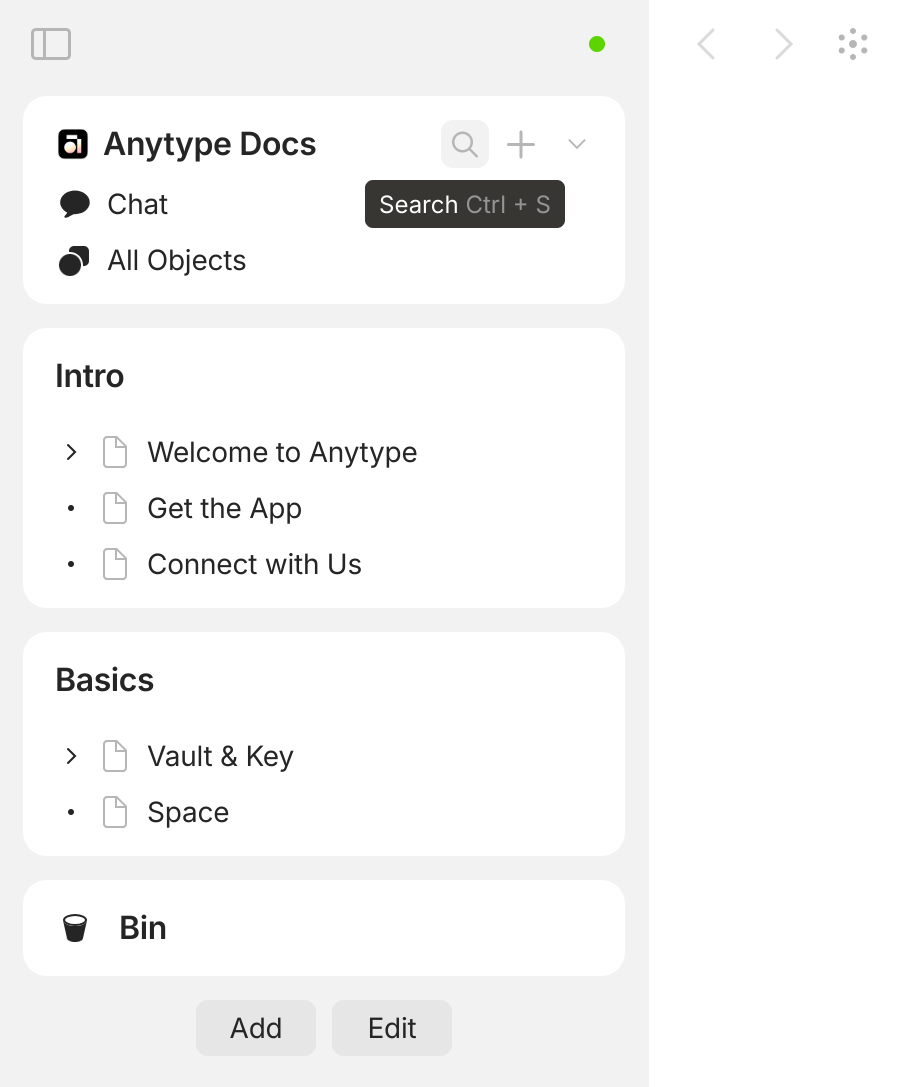 Anytype Docs
Chat
Search Ctrl + S
All Objects
Intro
Welcome to Anytype
Get the App
Connect with Us
Basics
Vault & Key
Space
Bin
Add Edit